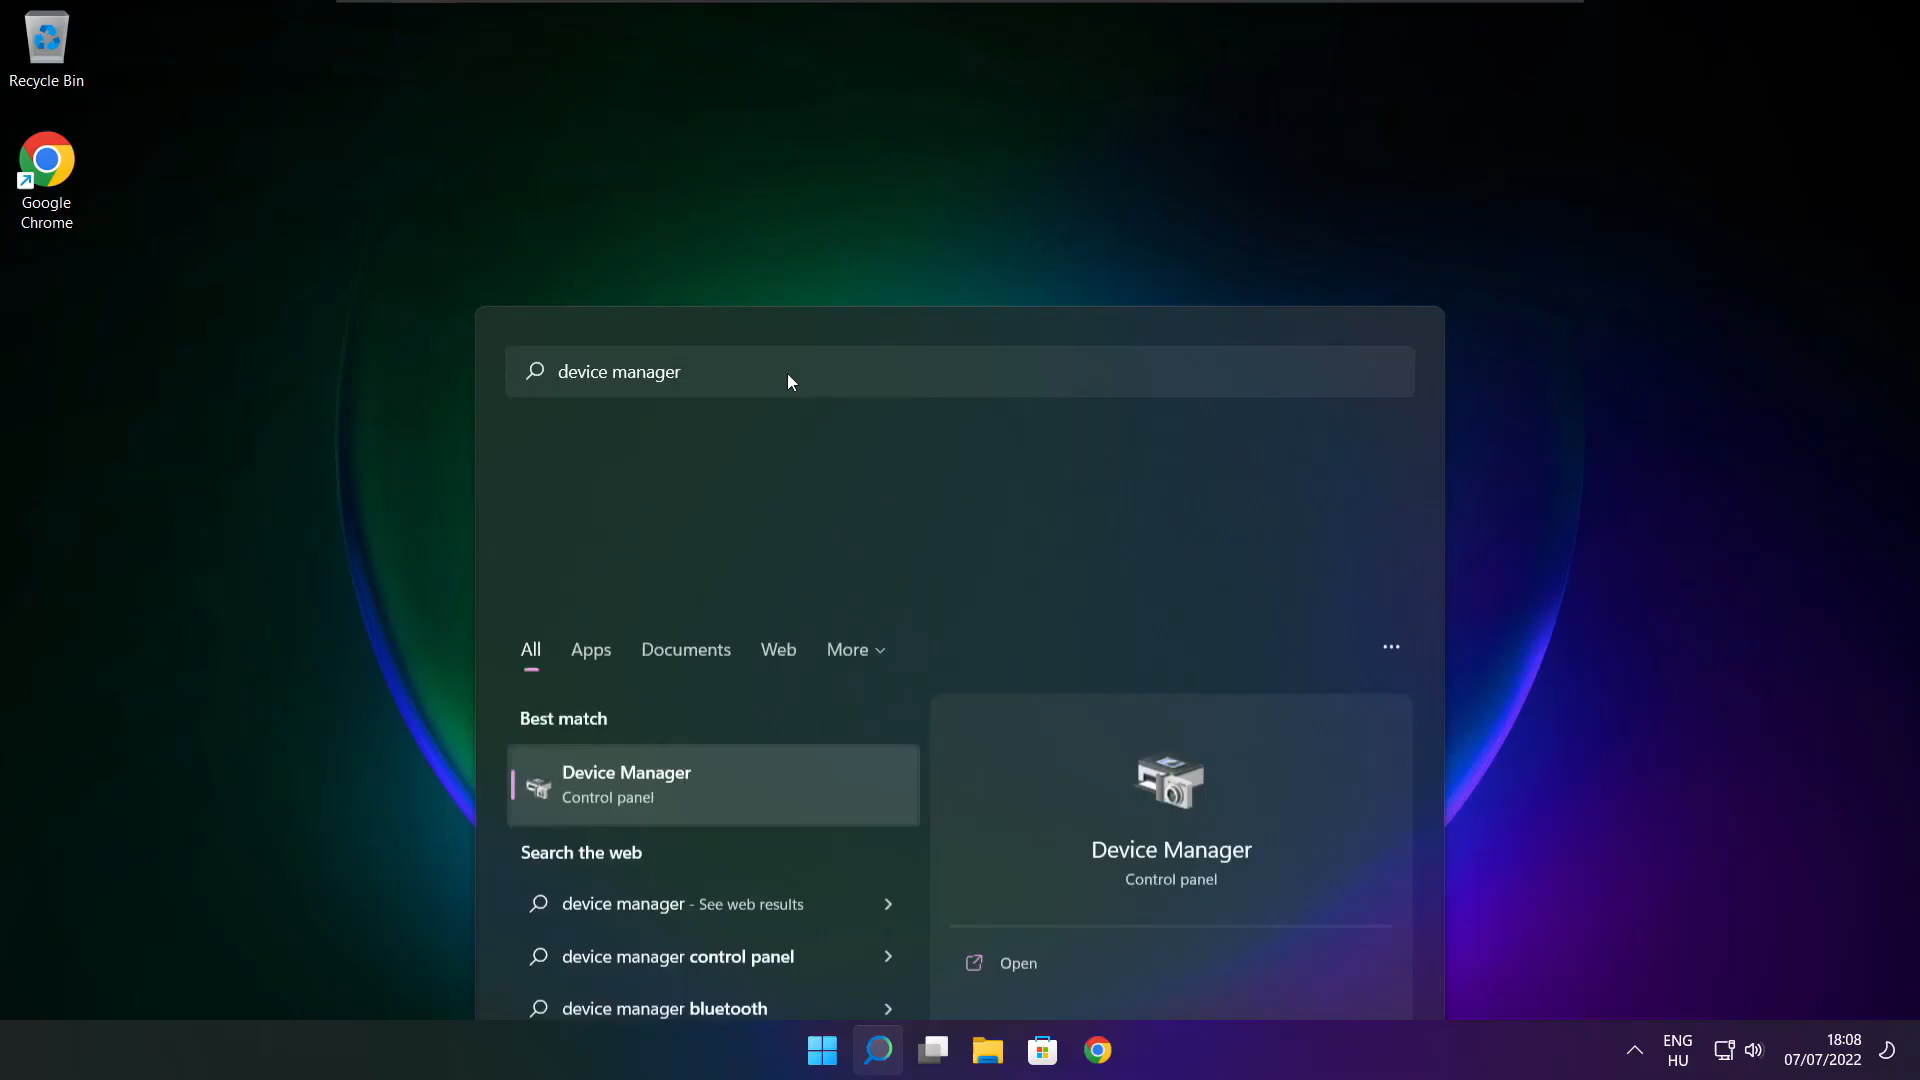 Recycle Bin
Google
Chrome
device manager
All Apps Documents Web More
Best match
Device Manager
Control panel
Search the web
device manager - See web results
device manager control panel
device manager bluetooth
Device Manager
Control panel
Open
ENG
HU
18:08
07/07/2022